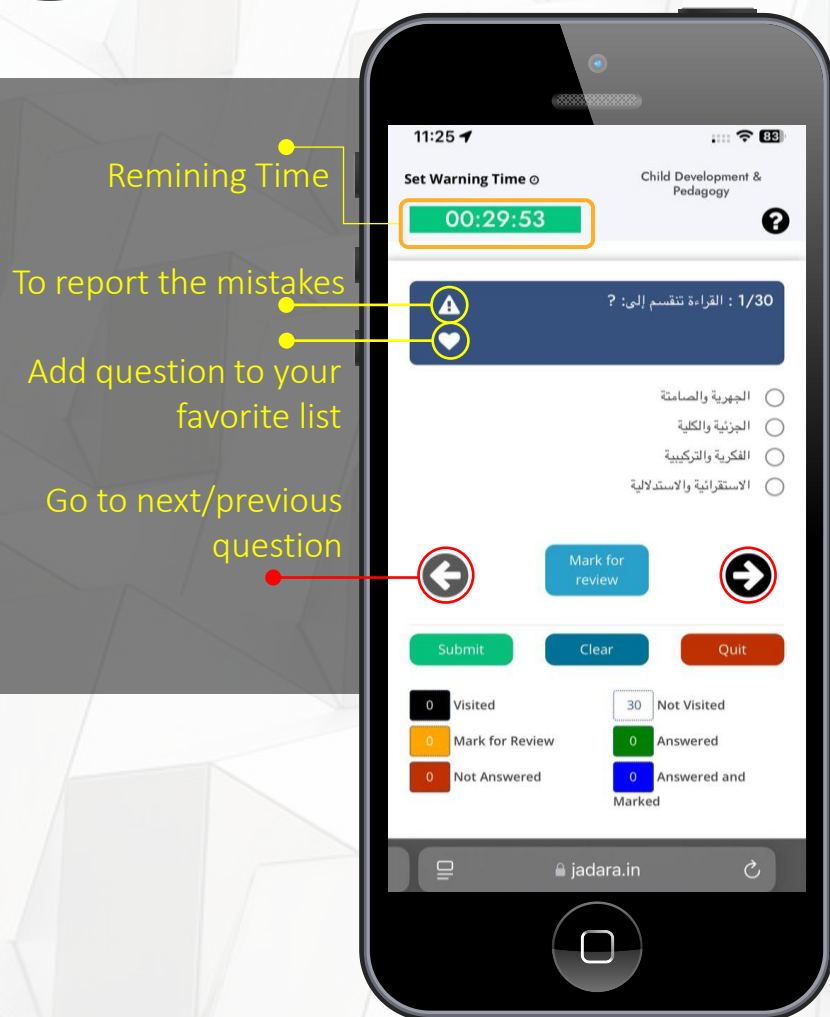 Remining Time
To report the mistakes
Add question to your
favorite list
Go to next/previous
question
11:25
83
Set Warning Time
Child Development &
Pedagogy
00:29:53
?
1/30 : القراءة تنقسم إلى: ?
الجهرية والصامتة
الجزئية والكلية
الفكرية والتركيبية
الاستقرائية والاستدلالية
Mark for
review
Submit
Clear
Quit
0 Visited
30 Not Visited
0 Mark for Review
0 Answered
0 Not Answered
0 Answered and
Marked
jadara.in